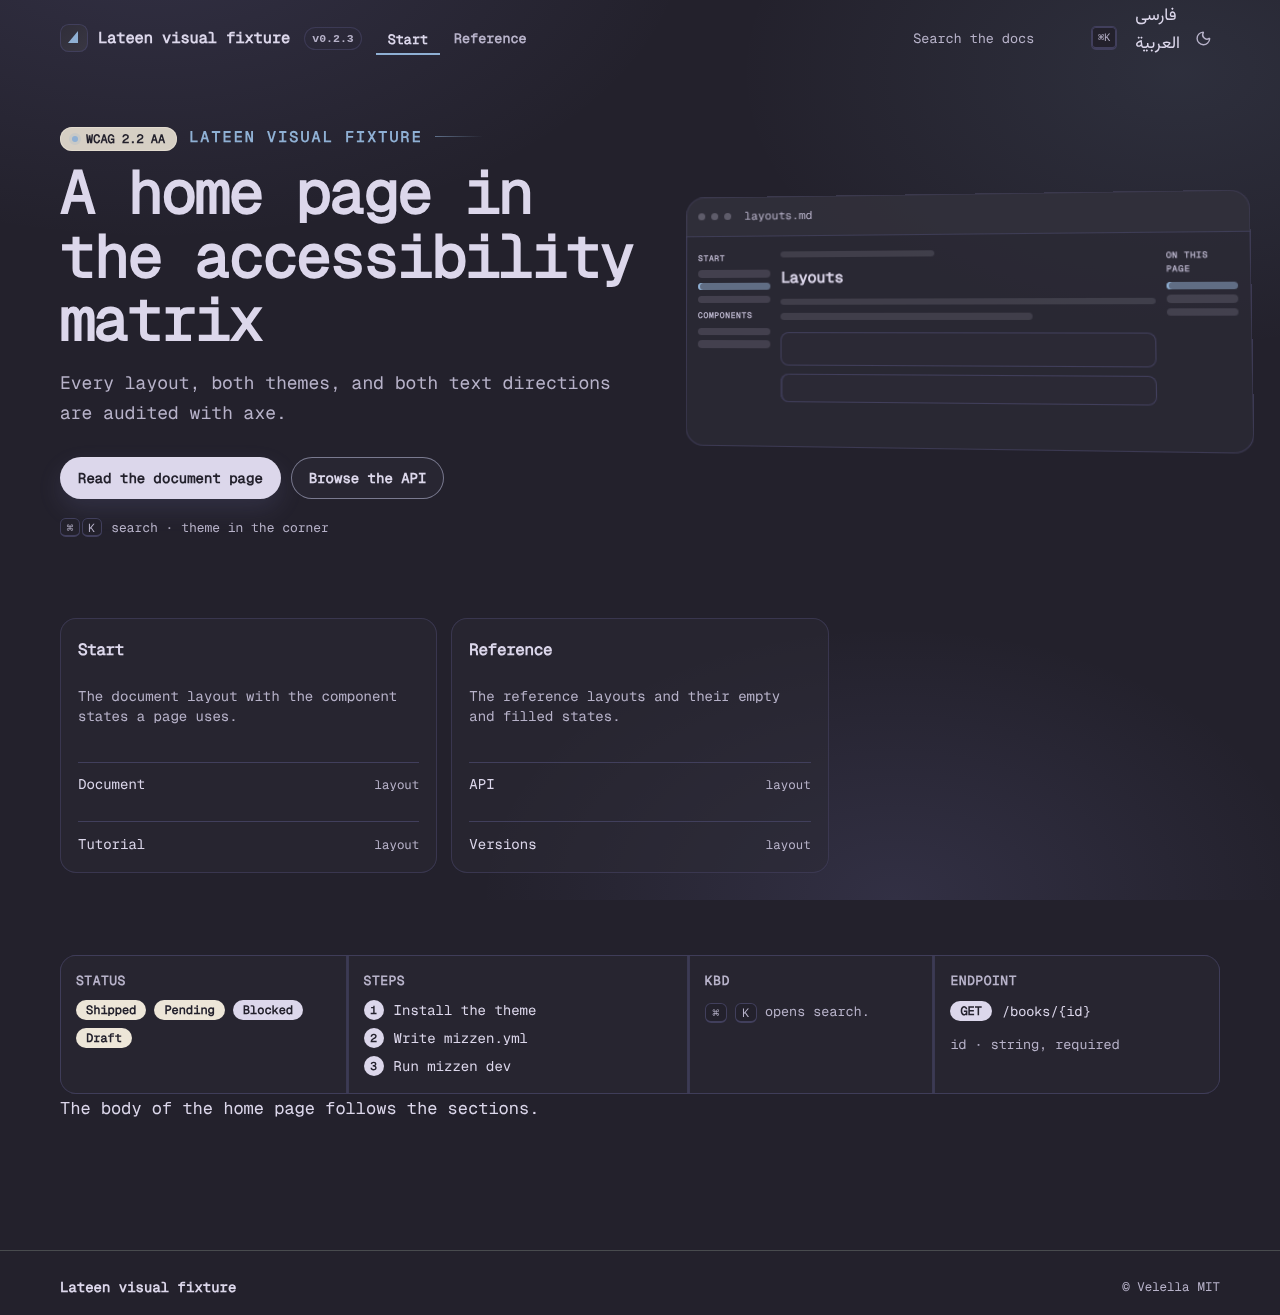 Lateen visual fixture
v0.2.3
Start
Reference
Search the docs
⌘K
فارسی
العربية
WCAG 2.2 AA
LATEEN VISUAL FIXTURE
A home page in
the accessibility
matrix
Every layout, both themes, and both text directions
are audited with axe.
Read the document page
Browse the API
⌘ K search · theme in the corner
layouts.md
START
COMPONENTS
Layouts
ON THIS
PAGE
Start
The document layout with the component
states a page uses.
Document layout
Tutorial layout
Reference
The reference layouts and their empty
and filled states.
API layout
Versions layout
STATUS
Shipped Pending Blocked
Draft
STEPS
1 Install the theme
2 Write mizzen.yml
3 Run mizzen dev
KBD
⌘ K opens search.
ENDPOINT
GET /books/{id}
id · string, required
The body of the home page follows the sections.
Lateen visual fixture
© Velella MIT